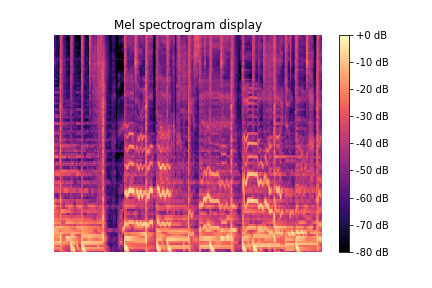 Mel spectrogram display
+0 dB
-10 dB
-20 dB
-30 dB
-40 dB
-50 dB
-60 dB
-70 dB
-80 dB